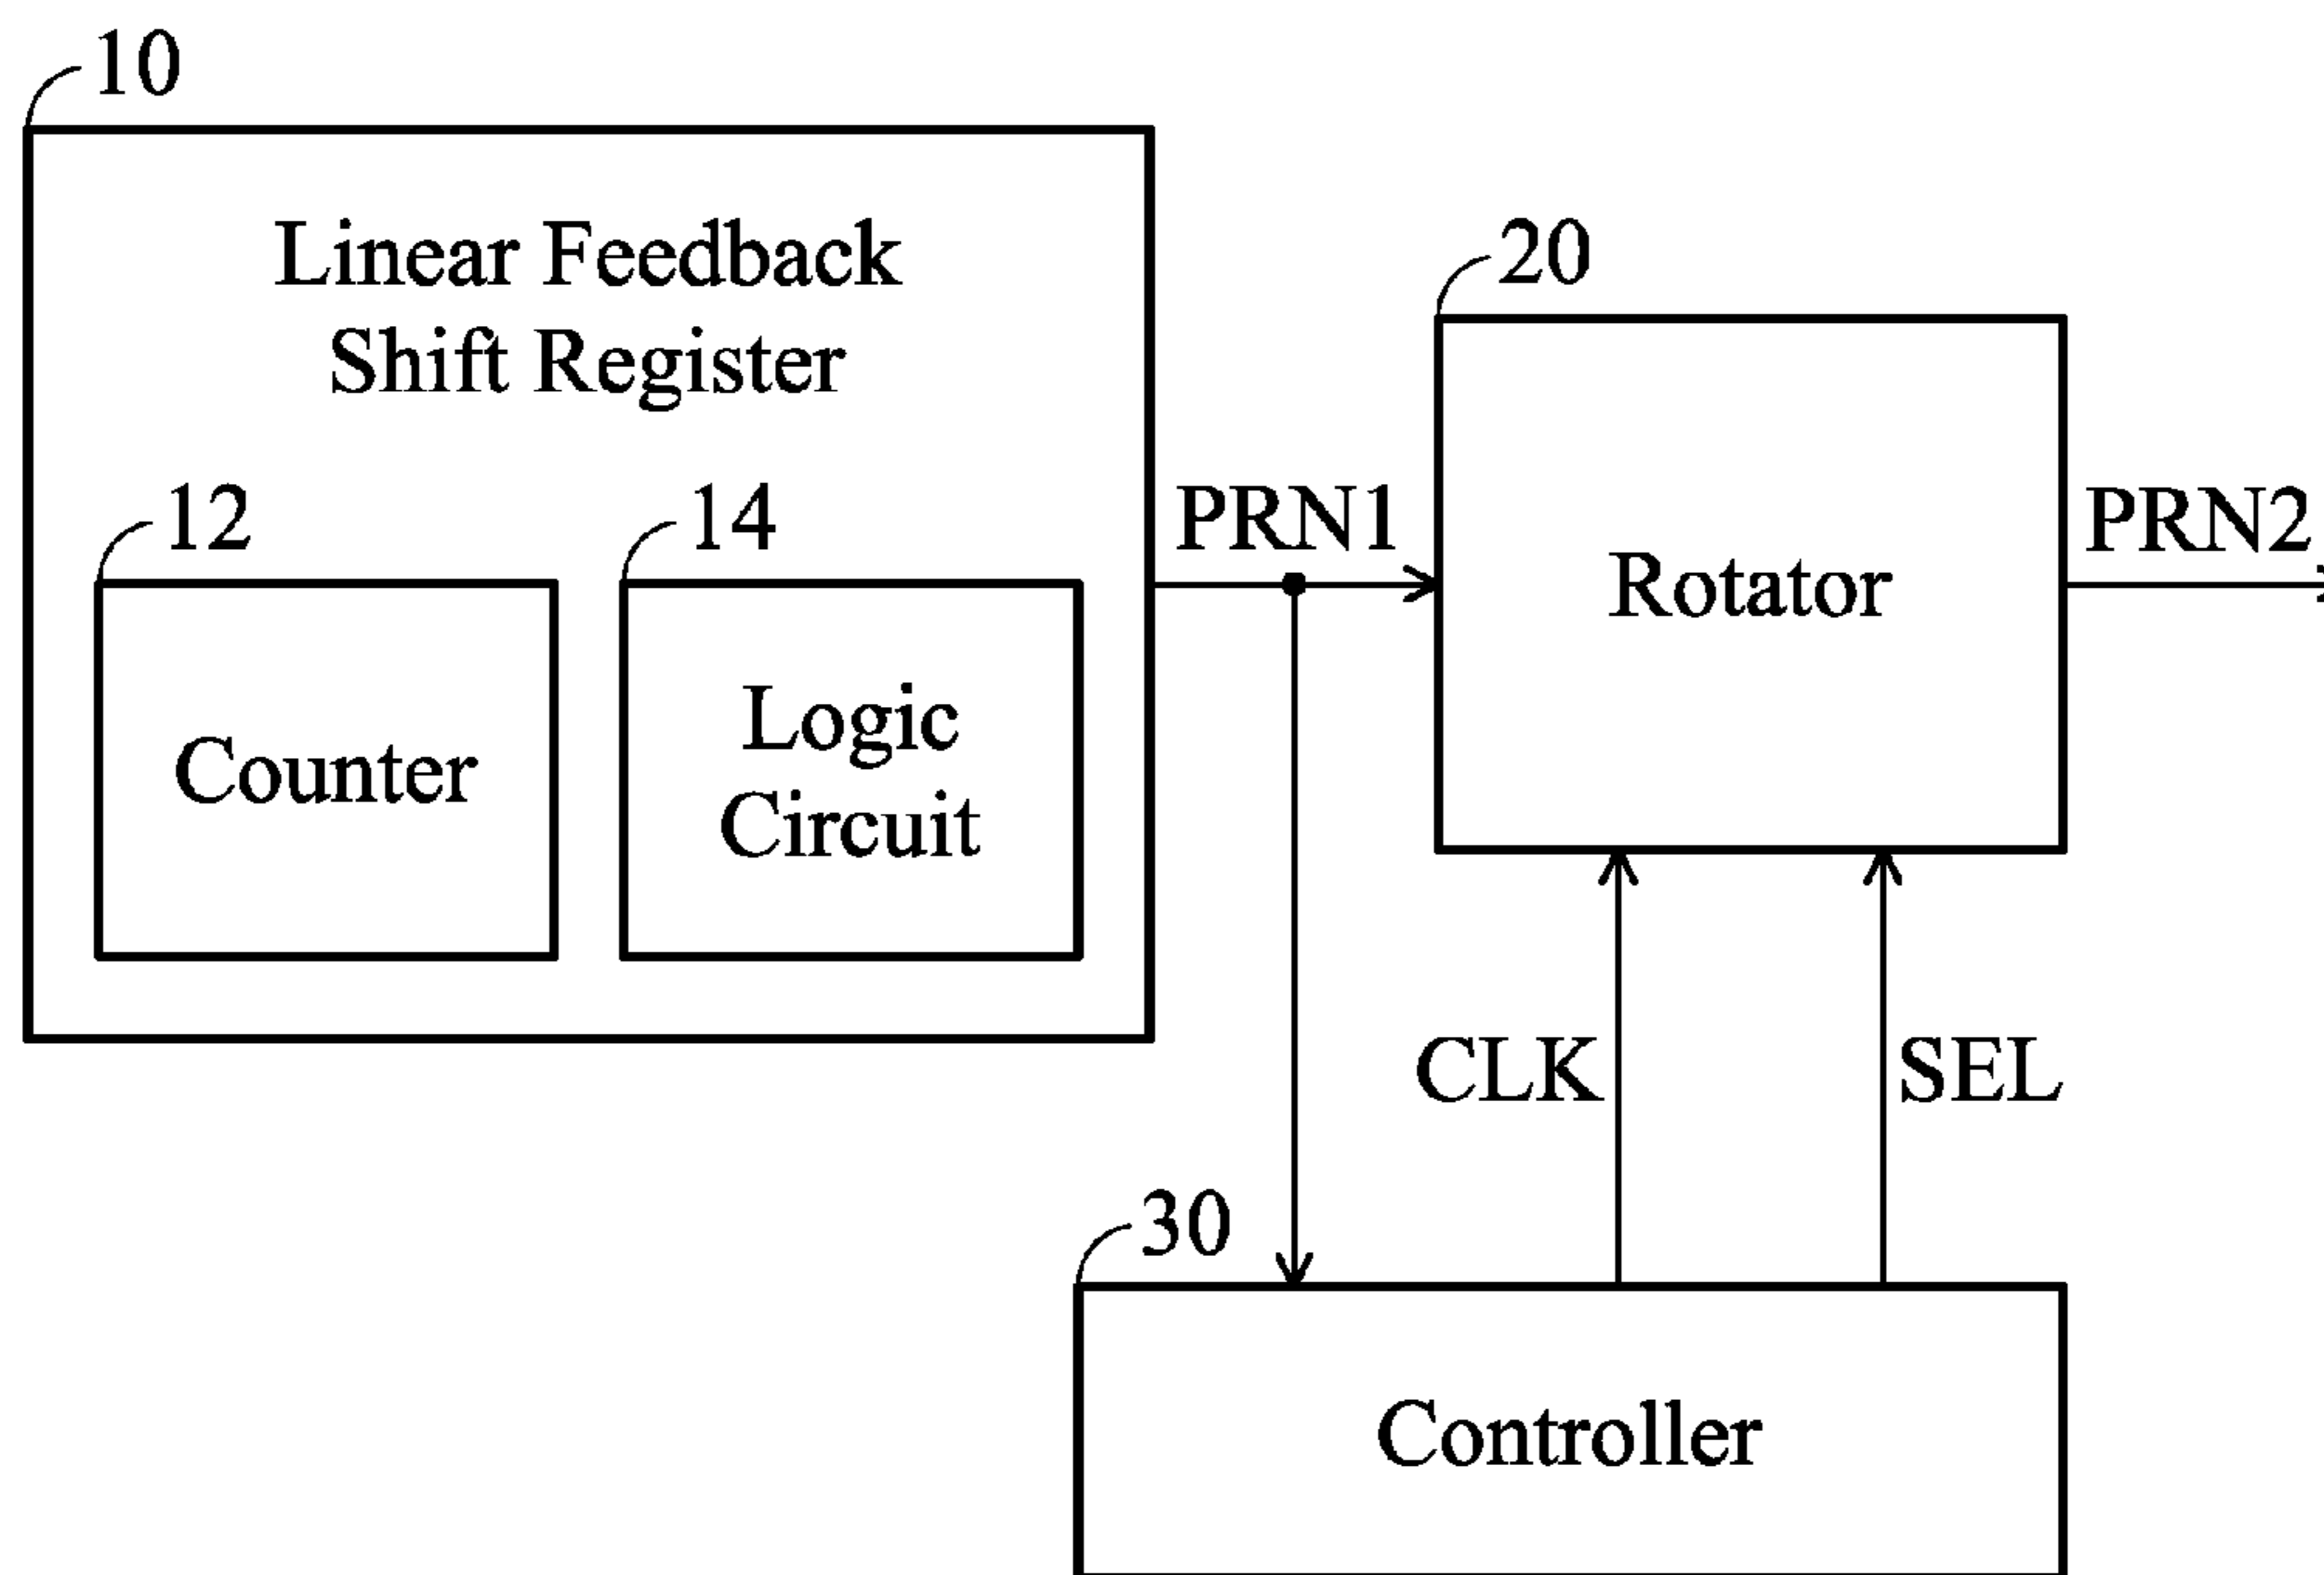 10
Linear Feedback
Shift Register
12
Counter
14
Logic
Circuit
PRN1
20
Rotator
PRN2
CLK
SEL
30
Controller